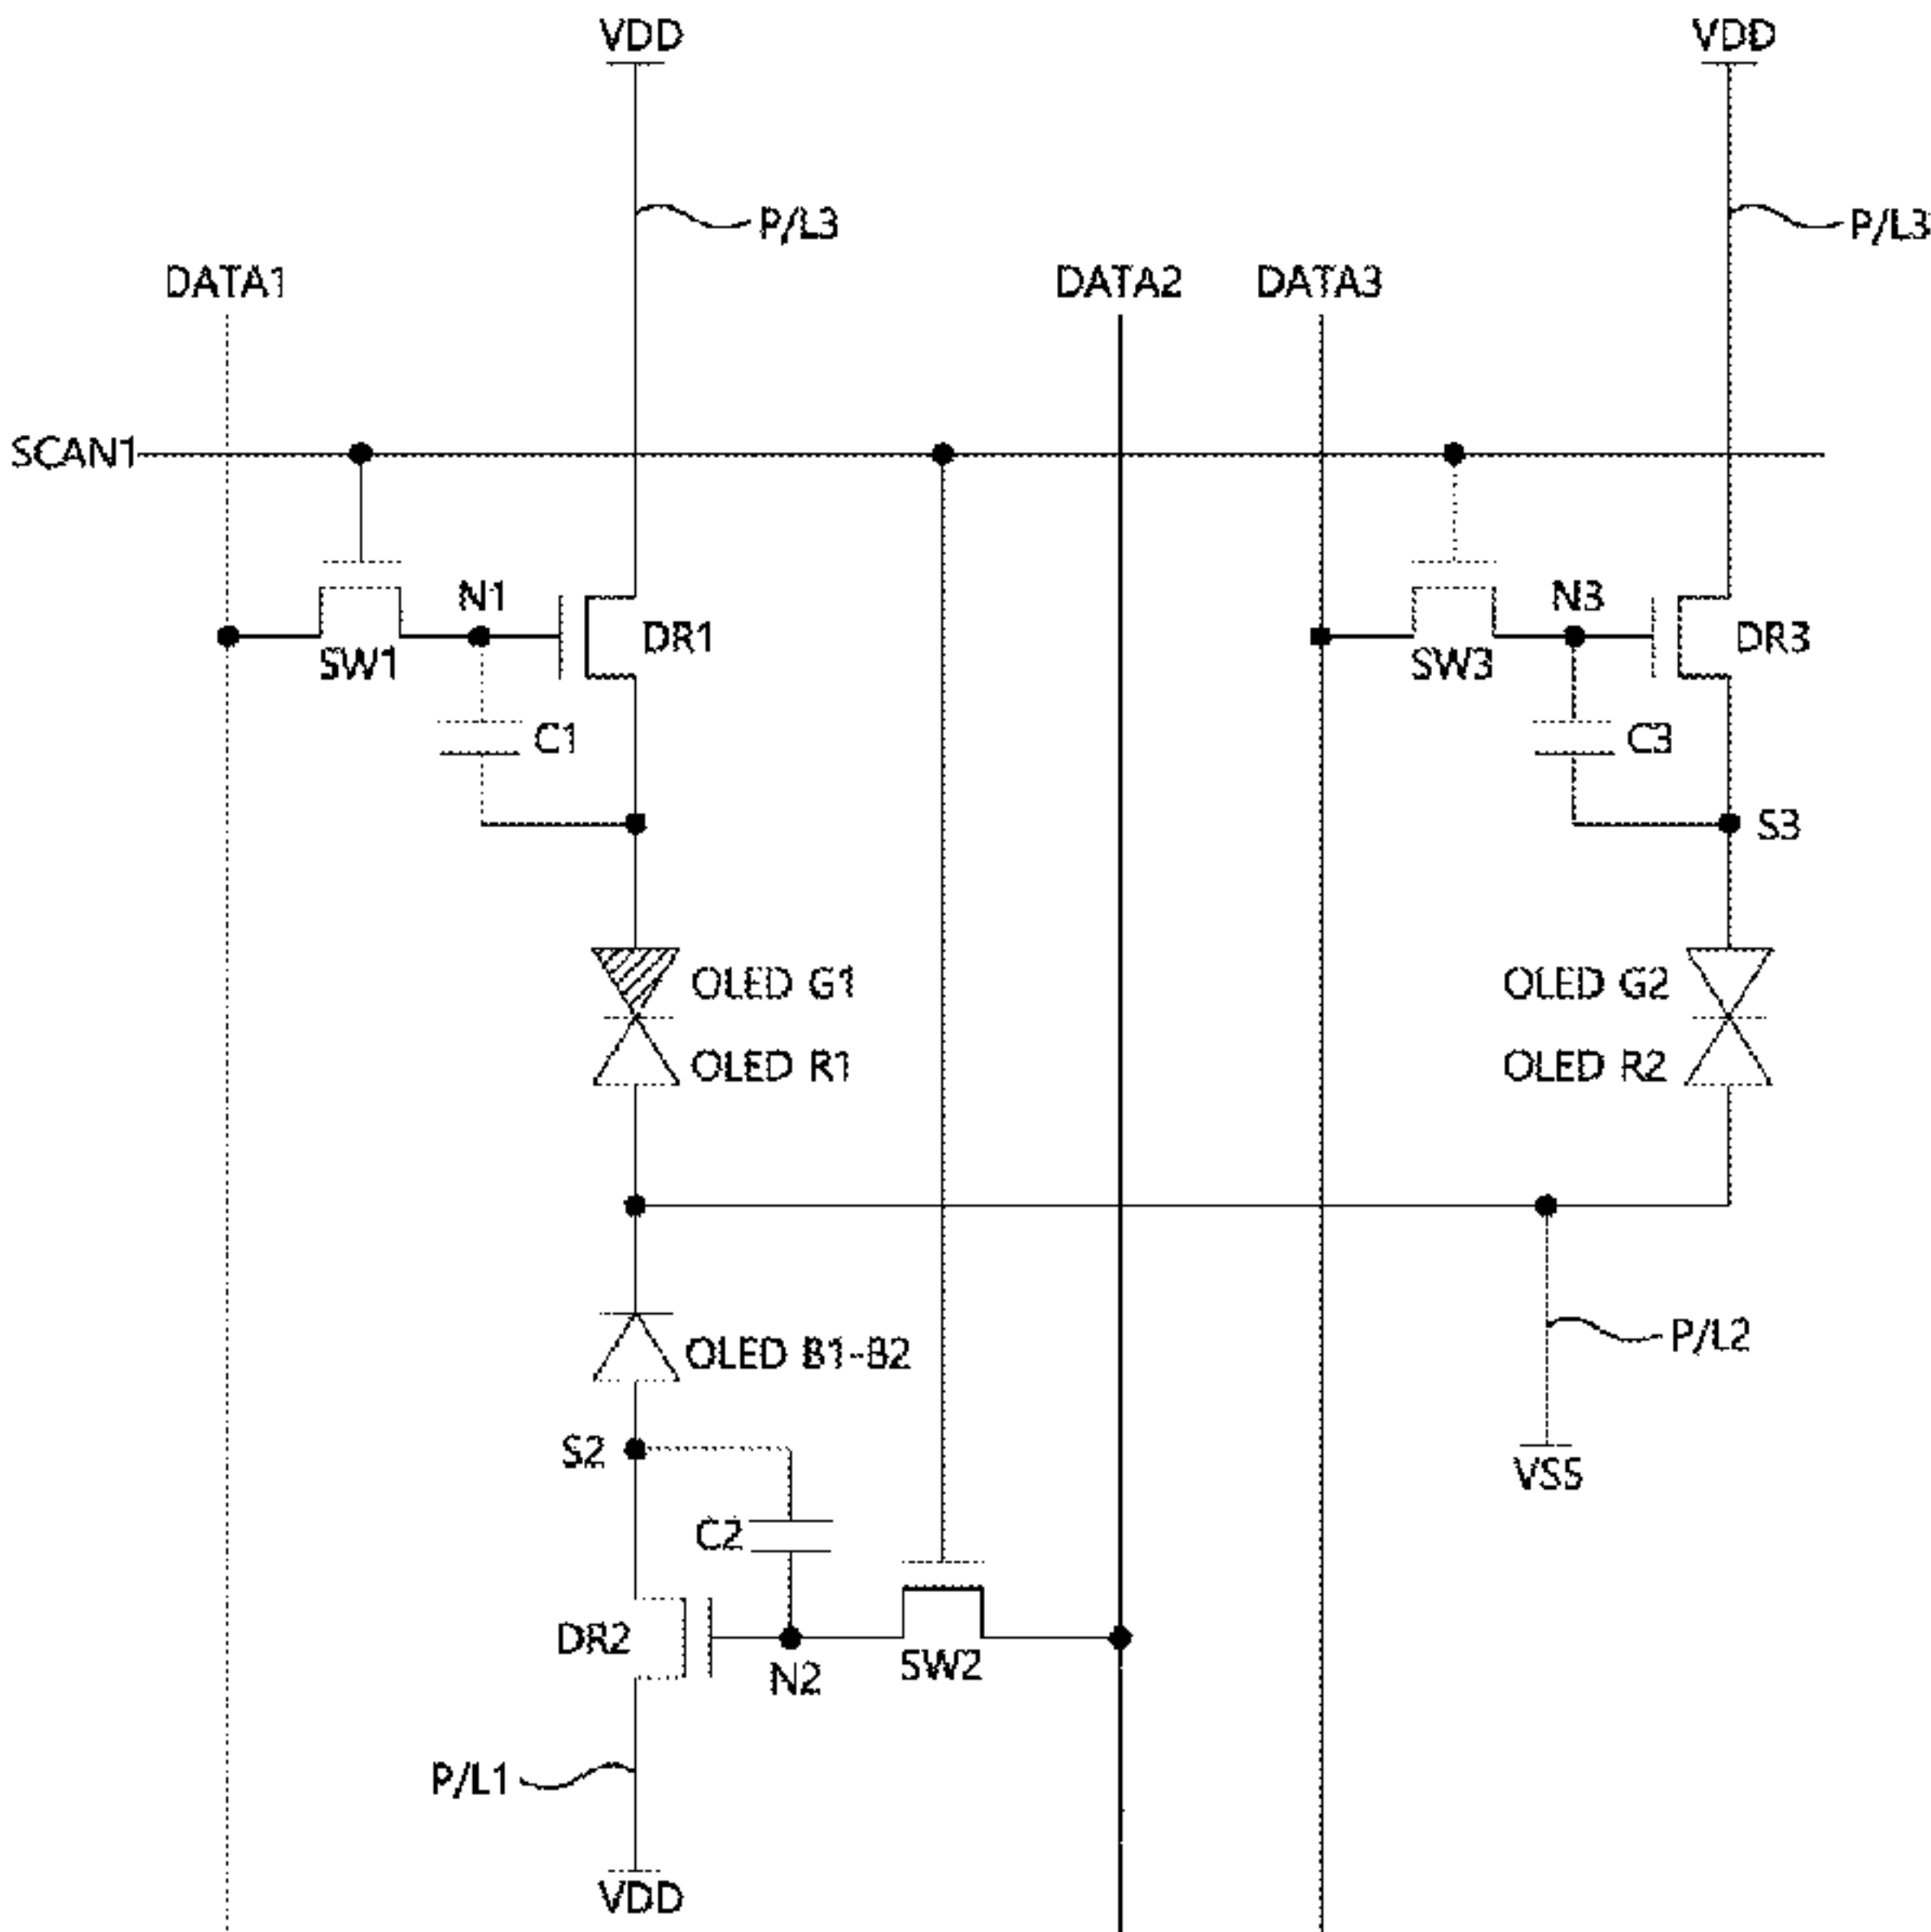 VDD
VDD
P/L3
P/L3
DATA1
DATA2
DATA3
SCAN1
N1
N3
DR1
DR3
SW1
SW3
C1
C3
S3
OLED G1
OLED G2
OLED R1
OLED R2
OLED B1-B2
P/L2
S2
VSS
C2
DR2
SW2
N2
P/L1
VDD